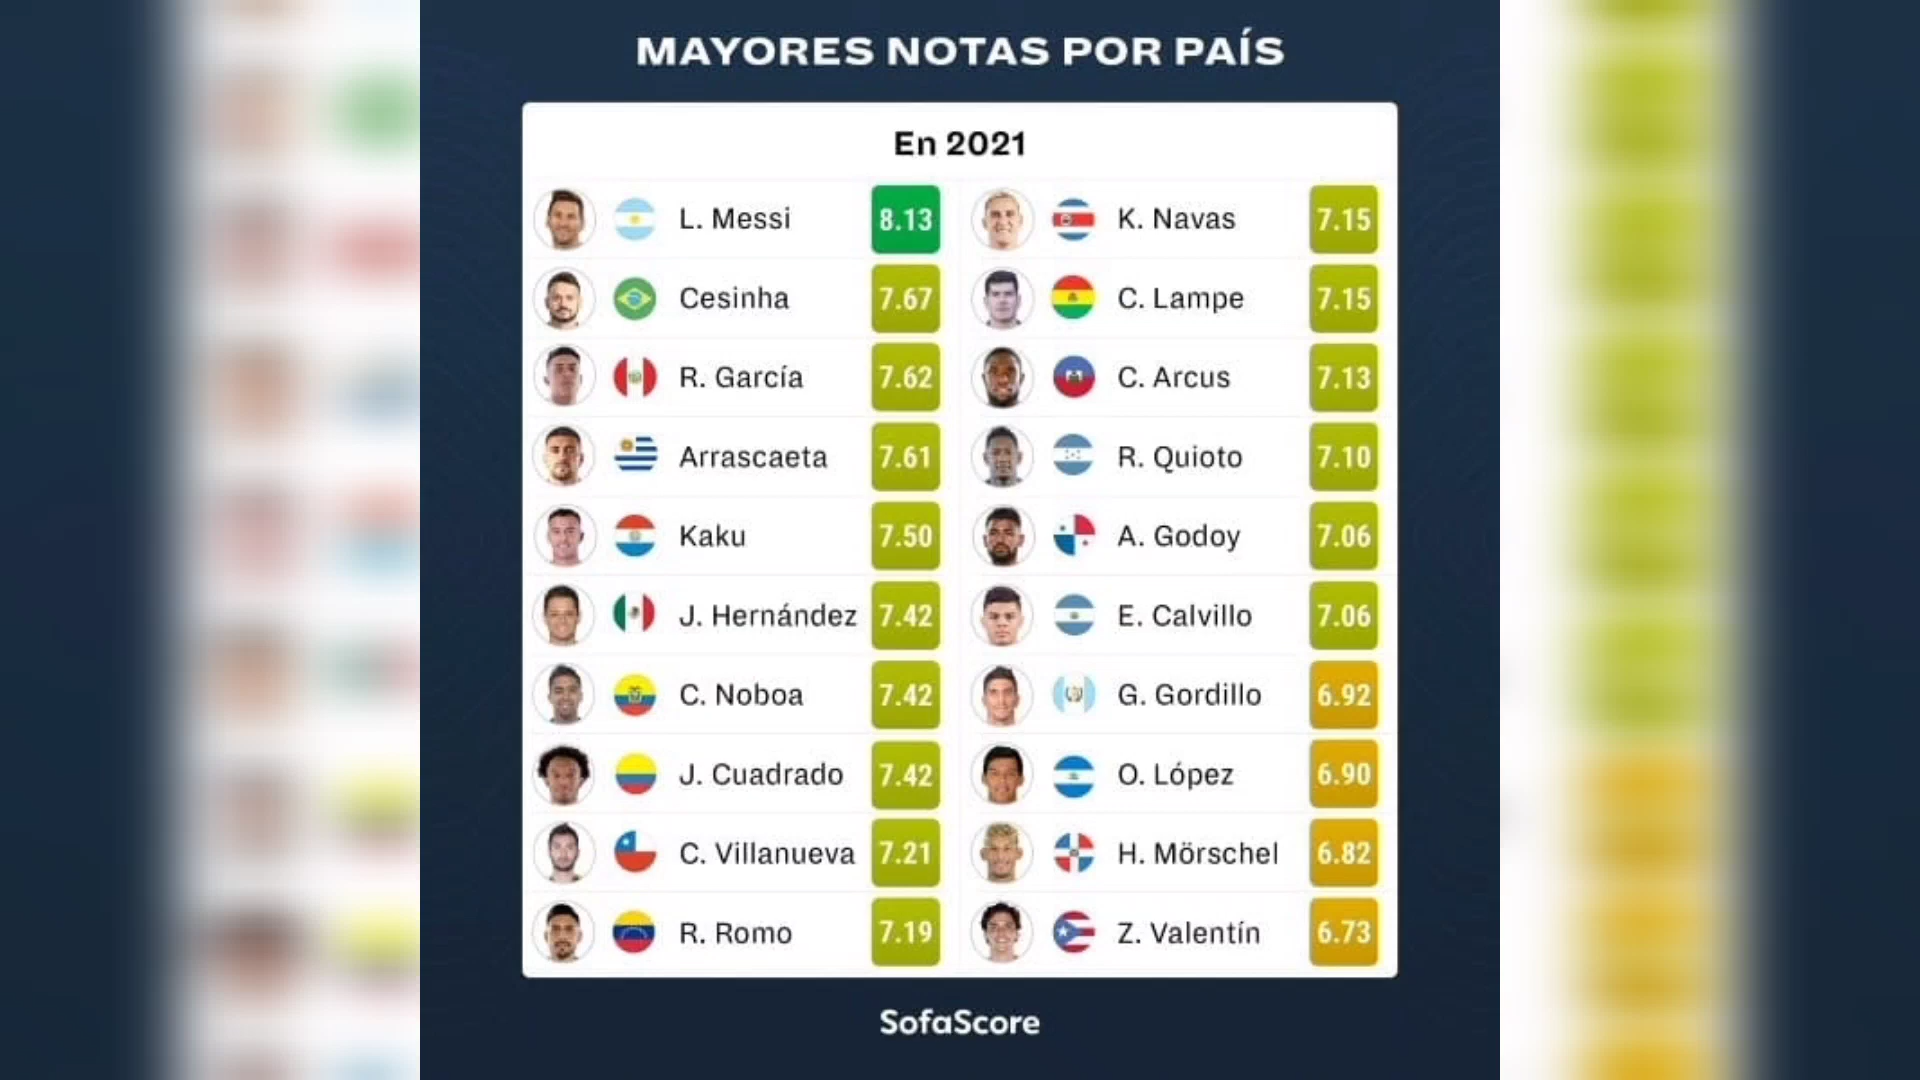 MAYORES NOTAS POR PAÍS
En 2021
L. Messi 8.13
Cesinha 7.67
R. García 7.62
Arrascaeta 7.61
Kaku 7.50
J. Hernández 7.42
C. Noboa 7.42
J. Cuadrado 7.42
C. Villanueva 7.21
R. Romo 7.19
K. Navas 7.15
C. Lampe 7.15
C. Arcus 7.13
R. Quioto 7.10
A. Godoy 7.06
E. Calvillo 7.06
G. Gordillo 6.92
O. López 6.90
H. Mörschel 6.82
Z. Valentín 6.73
SofaScore